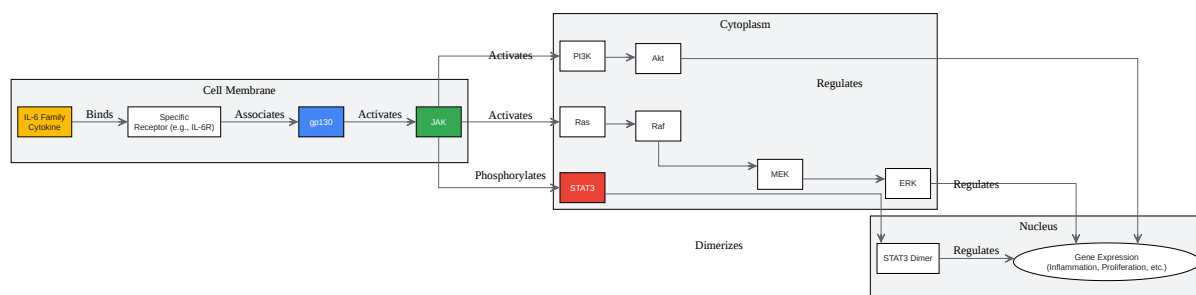 Cell Membrane
IL-6 Family
Cytokine
Binds
Specific
Receptor (e.g., IL-6R)
Associates
gp130
Activates
JAK
Activates
Activates
Phosphorylates
Cytoplasm
PI3K
Akt
Regulates
Ras
Raf
MEK
ERK
Regulates
STAT3
Dimerizes
Nucleus
STAT3 Dimer
Regulates
Gene Expression
(Inflammation, Proliferation, etc.)